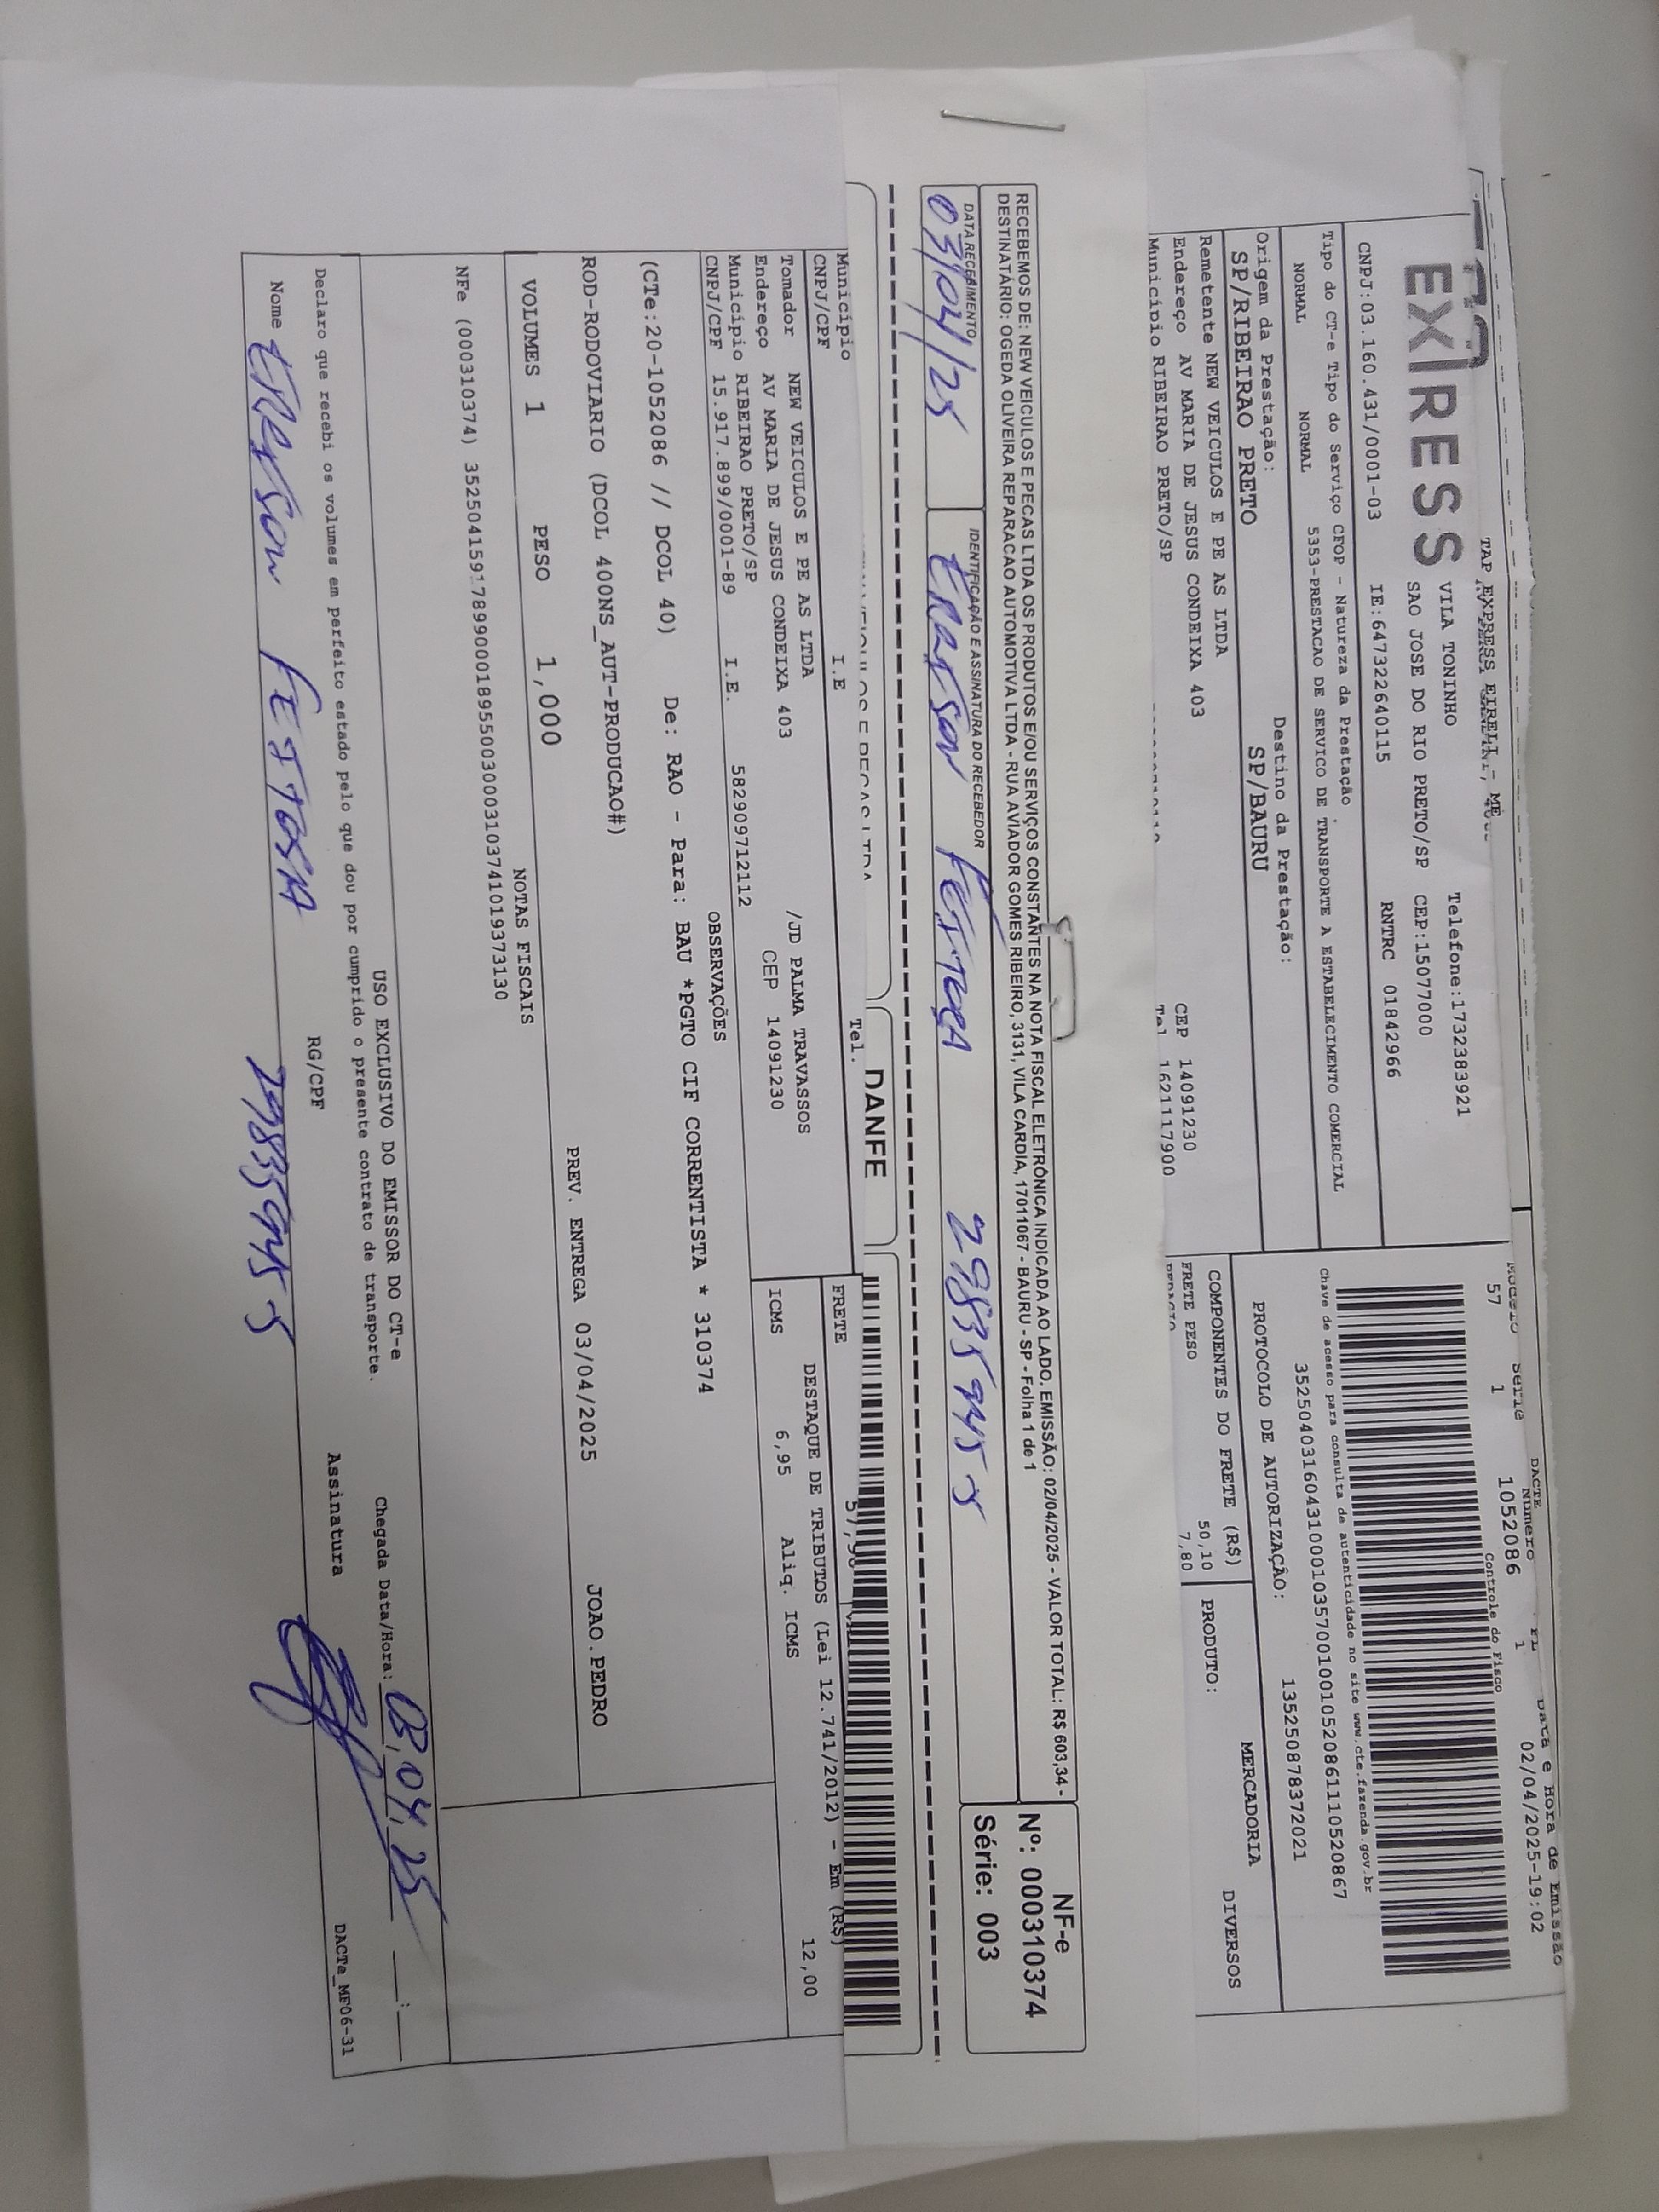 TAP EXPRESS EIRELI - ME
EXPRESS
VILA TONINHO
Telefone:1732383921
SAO JOSE DO RIO PRETO/SP CEP:15077000
CNPJ:03.160.431/0001-03 IE:647322640115 RNTRC 01842966
Tipo do CT-e Tipo do Serviço CFOP - Natureza da Prestação
NORMAL NORMAL 5353-PRESTACAO DE SERVICO DE TRANSPORTE A ESTABELECIMENTO COMERCIAL
Origem da Prestação: Destino da Prestação:
SP/RIBEIRAO PRETO SP/BAURU
Remetente NEW VEICULOS E PE AS LTDA
Endereço AV MARIA DE JESUS CONDEIXA 403 CEP 14091230
Município RIBEIRAO PRETO/SP Tel 1621117900
DACTE
Data e Hora de Emissão
Modelo Serie Número FL
57 1 1052086 1 02/04/2025-19:02
Controle do Fisco
Chave de acesso para consulta de autenticidade no site www.cte.fazenda.gov.br
35250403160431000103570010010520861110520867
PROTOCOLO DE AUTORIZAÇÃO: 135250878372021
COMPONENTES DO FRETE (R$) MERCADORIA
FRETE PESO 50,10 PRODUTO: DIVERSOS
PEDAGIO 7,80
RECEBEMOS DE: NEW VEICULOS E PECAS LTDA OS PRODUTOS E/OU SERVIÇOS CONSTANTES NA NOTA FISCAL ELETRÔNICA INDICADA AO LADO. EMISSÃO: 02/04/2025 - VALOR TOTAL: R$ 603,34 -
DESTINATÁRIO: OGEDA OLIVEIRA REPARACAO AUTOMOTIVA LTDA - RUA AVIADOR GOMES RIBEIRO, 3131, VILA CARDIA, 17011067 - BAURU - SP - Folha 1 de 1
NF-e
Nº: 000310374
Série: 003
DATA RECEBIMENTO IDENTIFICAÇÃO E ASSINATURA DO RECEBEDOR
03/04/25
DANFE
Município I.E Tel.
CNPJ/CPF
FRETE
Tomador NEW VEICULOS E PE AS LTDA
Endereço AV MARIA DE JESUS CONDEIXA 403 /JD PALMA TRAVASSOS
Município RIBEIRAO PRETO/SP CEP 14091230
CNPJ/CPF 15.917.899/0001-89 I.E. 582909712112
DESTAQUE DE TRIBUTOS (Lei 12.741/2012) - Em (R$)
ICMS 6,95 Aliq. ICMS 12,00
OBSERVAÇÕES
(CTe:20-1052086 // DCOL 40) De: RAO - Para: BAU *PGTO CIF CORRENTISTA * 310374
ROD-RODOVIARIO (DCOL 400NS_AUT-PRODUCAO#)
PREV. ENTREGA 03/04/2025 JOAO.PEDRO
VOLUMES 1 PESO 1,000
NOTAS FISCAIS
NFe (000310374) 35250415917899000189550030003103741019373130
USO EXCLUSIVO DO EMISSOR DO CT-e
Chegada Data/Hora: 03,04,25 __:__
Declaro que recebi os volumes em perfeito estado pelo que dou por cumprido o presente contrato de transporte.
Nome RG/CPF Assinatura
DACTe_MF06-31